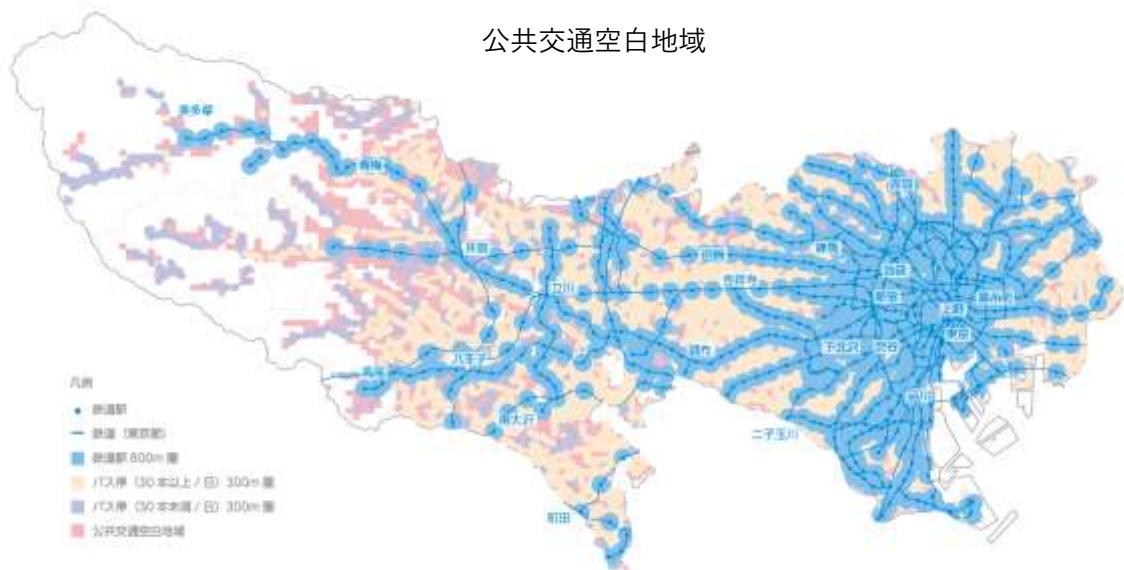 公共交通空白地域
奥多摩
青梅
赤羽
練馬
田無
拝島
池袋
吉祥寺
新宿
錦糸町
立川
上野
東京
下北沢
渋谷
調布
八王子
高尾
品川
凡例
南大沢
鉄道駅
二子玉川
鉄道（東京都）
鉄道駅 800m 圏
バス停（30 本以上 / 日）300m 圏
バス停（30 本未満 / 日）300m 圏
町田
公共交通空白地域